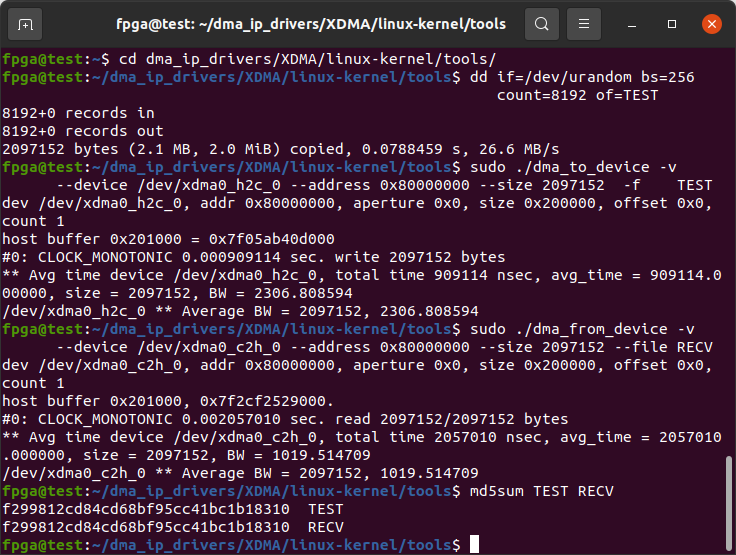 fpga@test: ~/dma_ip_drivers/XDMA/linux-kernel/tools
fpga@test:~$ cd dma_ip_drivers/XDMA/linux-kernel/tools/
fpga@test:~/dma_ip_drivers/XDMA/linux-kernel/tools$ dd if=/dev/urandom bs=256
count=8192 of=TEST
8192+0 records in
8192+0 records out
2097152 bytes (2.1 MB, 2.0 MiB) copied, 0.0788459 s, 26.6 MB/s
fpga@test:~/dma_ip_drivers/XDMA/linux-kernel/tools$ sudo ./dma_to_device -v
--device /dev/xdma0_h2c_0 --address 0x80000000 --size 2097152 -f TEST
dev /dev/xdma0_h2c_0, addr 0x80000000, aperture 0x0, size 0x200000, offset 0x0,
count 1
host buffer 0x201000 = 0x7f05ab40d000
#0: CLOCK_MONOTONIC 0.000909114 sec. write 2097152 bytes
** Avg time device /dev/xdma0_h2c_0, total time 909114 nsec, avg_time = 909114.0
00000, size = 2097152, BW = 2306.808594
/dev/xdma0_h2c_0 ** Average BW = 2097152, 2306.808594
fpga@test:~/dma_ip_drivers/XDMA/linux-kernel/tools$ sudo ./dma_from_device -v
--device /dev/xdma0_c2h_0 --address 0x80000000 --size 2097152 --file RECV
dev /dev/xdma0_c2h_0, addr 0x80000000, aperture 0x0, size 0x200000, offset 0x0,
count 1
host buffer 0x201000, 0x7f2cf2529000.
#0: CLOCK_MONOTONIC 0.002057010 sec. read 2097152/2097152 bytes
** Avg time device /dev/xdma0_c2h_0, total time 2057010 nsec, avg_time = 2057010
.000000, size = 2097152, BW = 1019.514709
/dev/xdma0_c2h_0 ** Average BW = 2097152, 1019.514709
fpga@test:~/dma_ip_drivers/XDMA/linux-kernel/tools$ md5sum TEST RECV
f299812cd84cd68bf95cc41bc1b18310 TEST
f299812cd84cd68bf95cc41bc1b18310 RECV
fpga@test:~/dma_ip_drivers/XDMA/linux-kernel/tools$